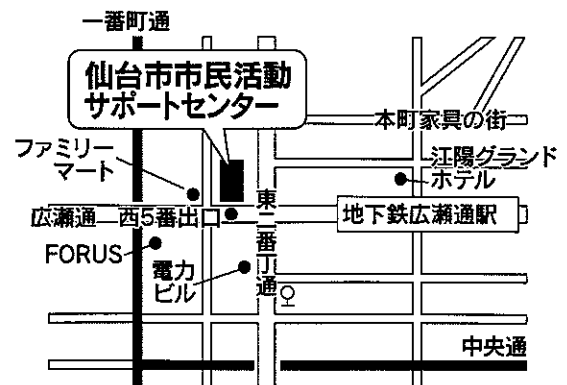 一番町通
仙台市市民活動
サポートセンター
本町家具の街
ファミリー
マート
江陽グランド
ホテル
広瀬通
西5番出口
東二番丁通
地下鉄広瀬通駅
FORUS
電力
ビル
中央通